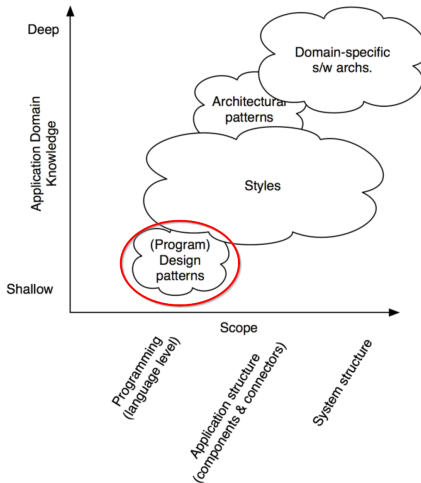 Deep
Domain-specific
s/w archs.
Architectural
patterns
Application Domain
Knowledge
Styles
(Program)
Design
patterns
Shallow
Scope
Programming
(language level)
Application structure
(components & connectors)
System structure